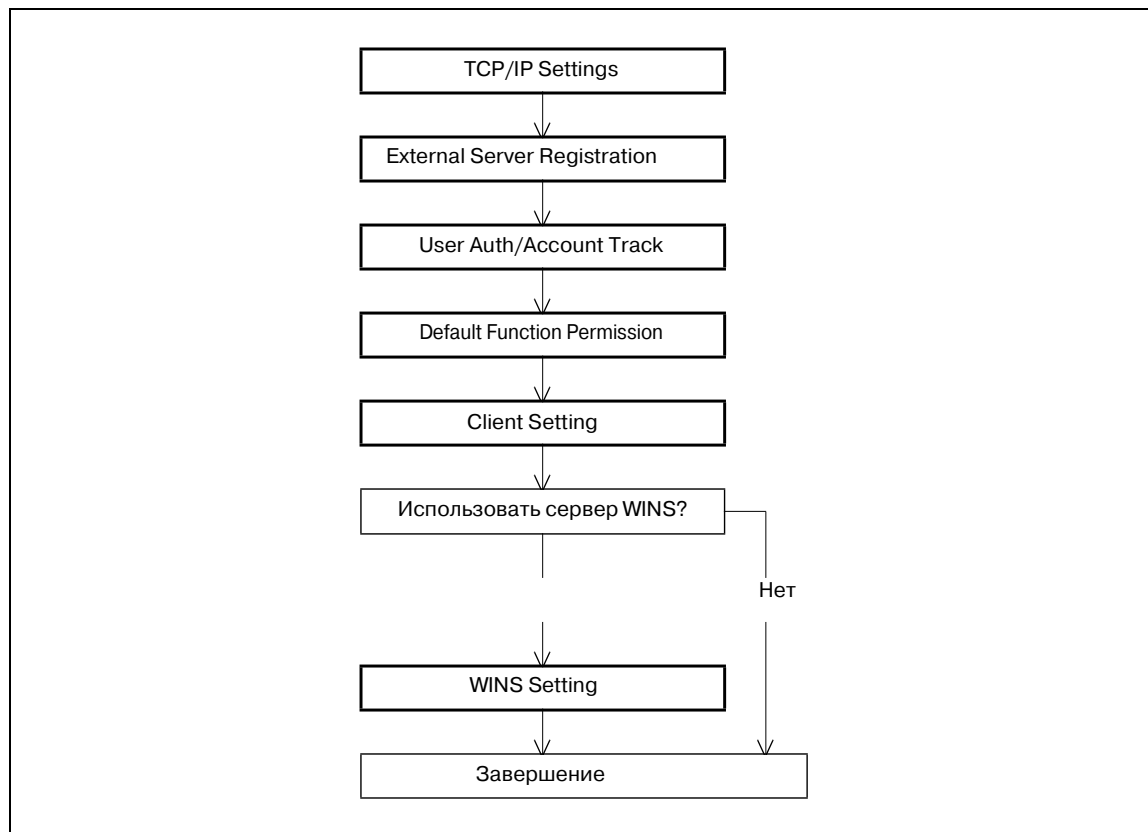 TCP/IP Settings
External Server Registration
User Auth/Account Track
Default Function Permission
Client Setting
Использовать сервер WINS?
Нет
WINS Setting
Завершение